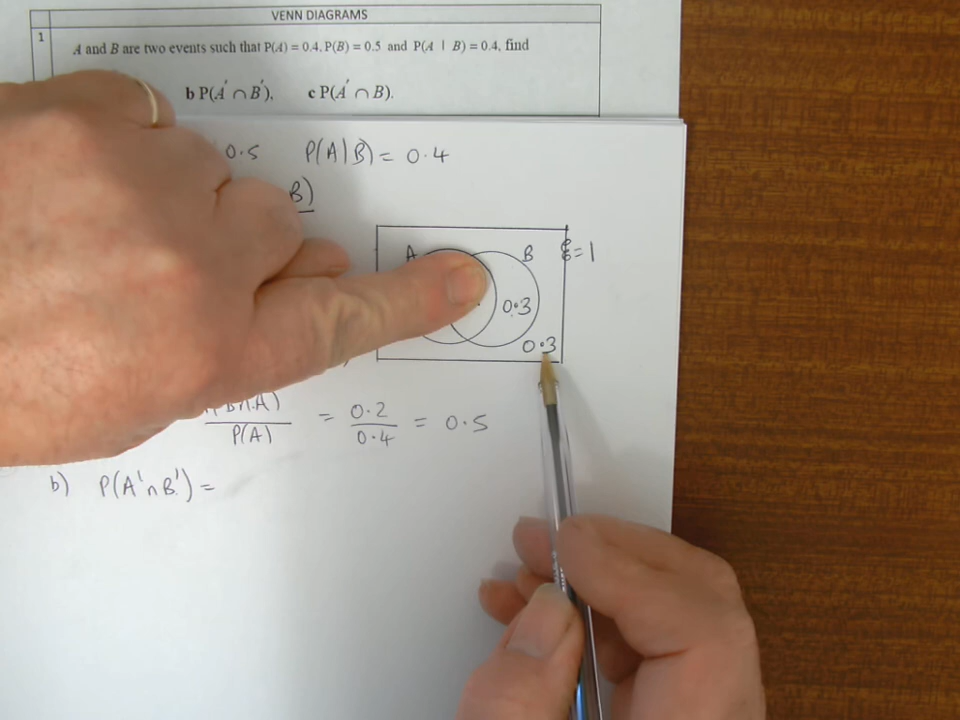 VENN DIAGRAMS
1
A and B are two events such that P(A) = 0.4, P(B) = 0.5 and P(A | B) = 0.4, find
b P(A′ ∩ B′), c P(A′ ∩ B).
0.5 P(A|B) = 0.4
B)
A B ξ = 1
0.3
0.3
P(B∩A) / P(A) = 0.2 / 0.4 = 0.5
b) P(A'∩B') =